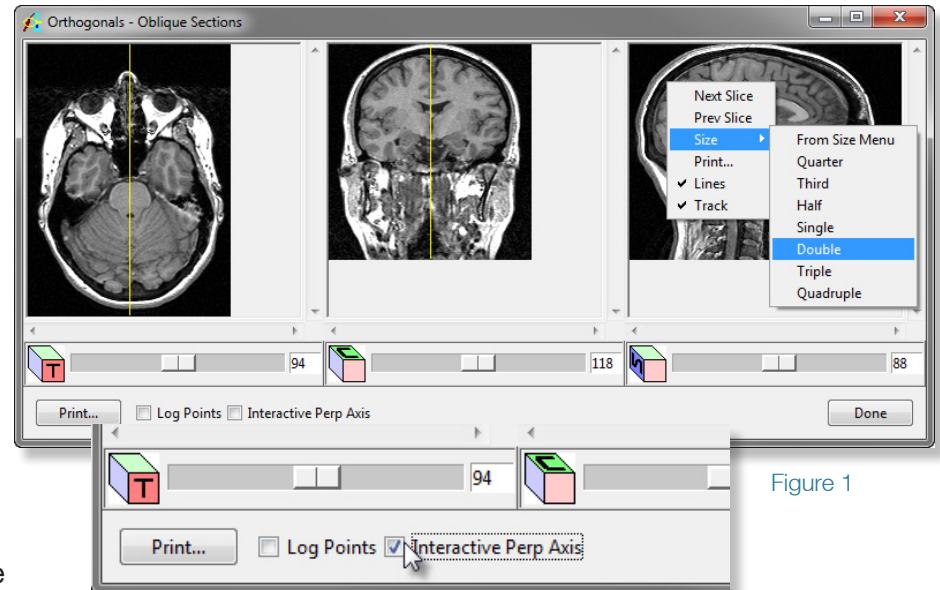 Orthogonals - Oblique Sections
Next Slice
Prev Slice
Size
Print...
Lines
Track
From Size Menu
Quarter
Third
Half
Single
Double
Triple
Quadruple
T 94 C 118 S 88
Print... Log Points Interactive Perp Axis Done
Figure 1
T 94 C
Print... Log Points Interactive Perp Axis
e